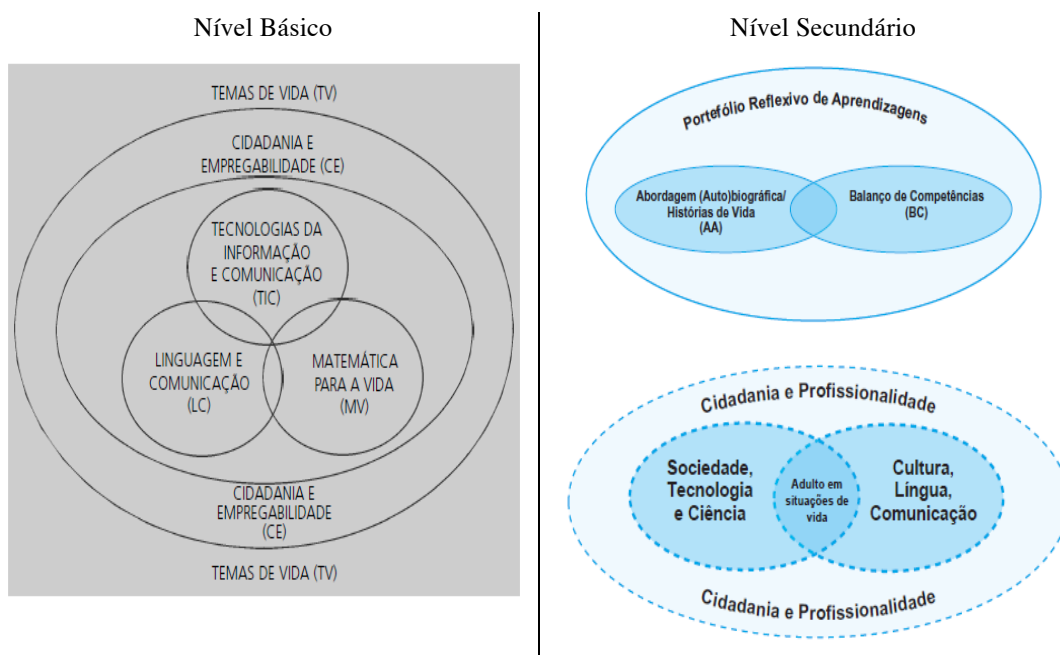 Nível Básico
TEMAS DE VIDA (TV)
CIDADANIA E
EMPREGABILIDADE (CE)
TECNOLOGIAS DA
INFORMAÇÃO
E COMUNICAÇÃO
(TIC)
LINGUAGEM E
COMUNICAÇÃO
(LC)
MATEMÁTICA
PARA A VIDA
(MV)
CIDADANIA E
EMPREGABILIDADE
(CE)
TEMAS DE VIDA (TV)
Nível Secundário
Portefólio Reflexivo de Aprendizagens
Abordagem (Auto)biográfica/
Histórias de Vida
(AA)
Balanço de Competências
(BC)
Cidadania e Profissionalidade
Sociedade,
Tecnologia
e Ciência
Adulto em
situações de
vida
Cultura,
Língua,
Comunicação
Cidadania e Profissionalidade